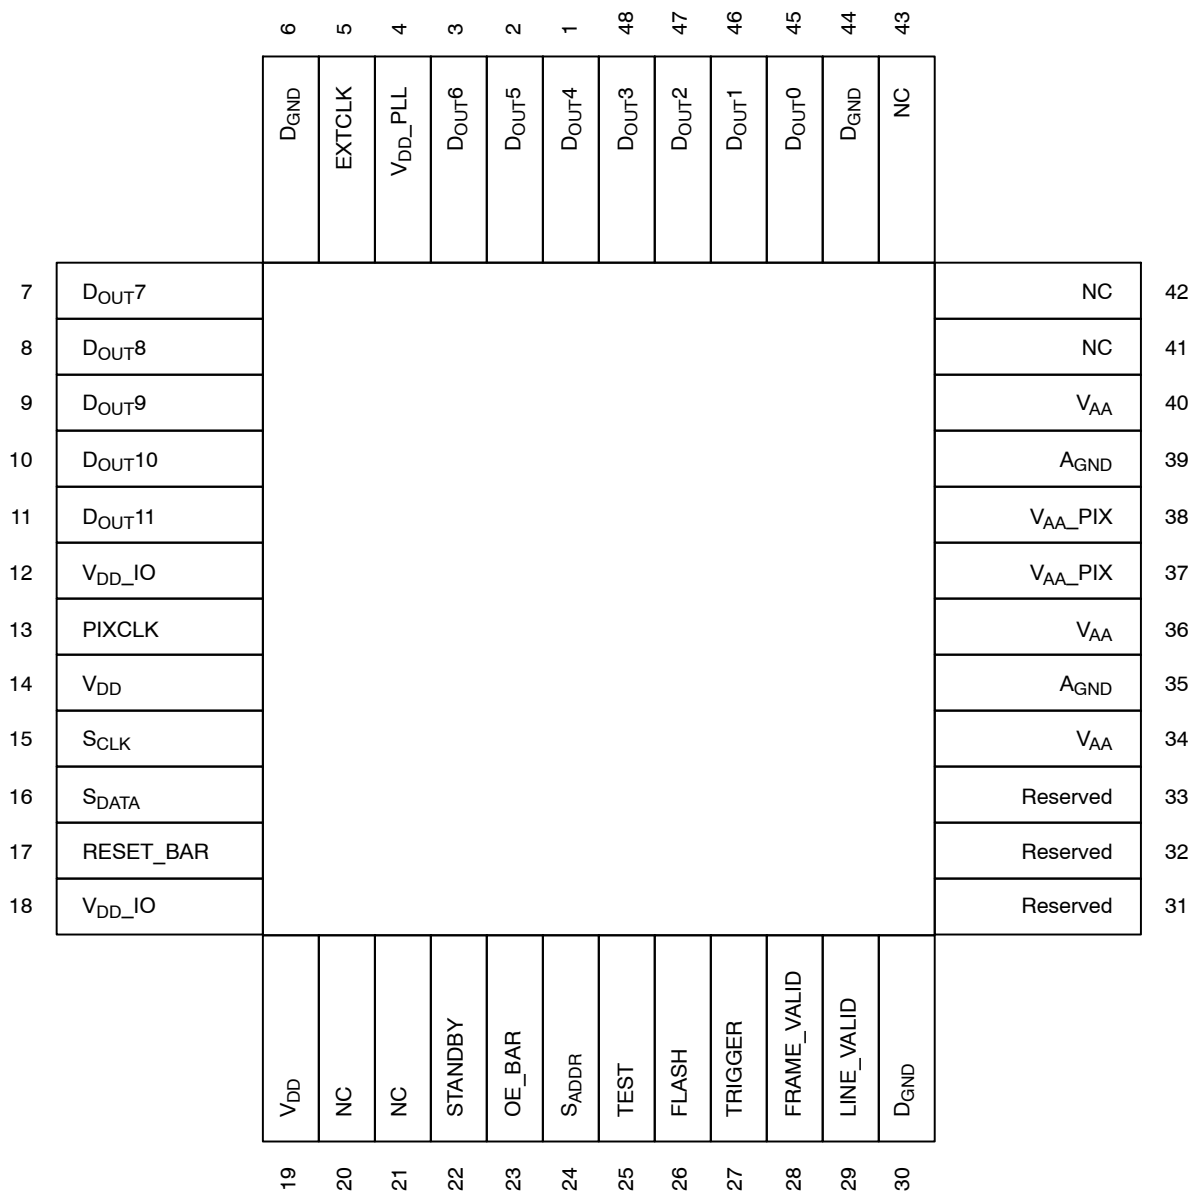 6 5 4 3 2 1 48 47 46 45 44 43
DGND
EXTCLK
VDD_PLL
DOUT6
DOUT5
DOUT4
DOUT3
DOUT2
DOUT1
DOUT0
DGND
NC
7 DOUT7 NC 42
8 DOUT8 NC 41
9 DOUT9 VAA 40
10 DOUT10 AGND 39
11 DOUT11 VAA_PIX 38
12 VDD_IO VAA_PIX 37
13 PIXCLK VAA 36
14 VDD AGND 35
15 SCLK VAA 34
16 SDATA Reserved 33
17 RESET_BAR Reserved 32
18 VDD_IO Reserved 31
VDD
NC
NC
STANDBY
OE_BAR
SADDR
TEST
FLASH
TRIGGER
FRAME_VALID
LINE_VALID
DGND
19 20 21 22 23 24 25 26 27 28 29 30